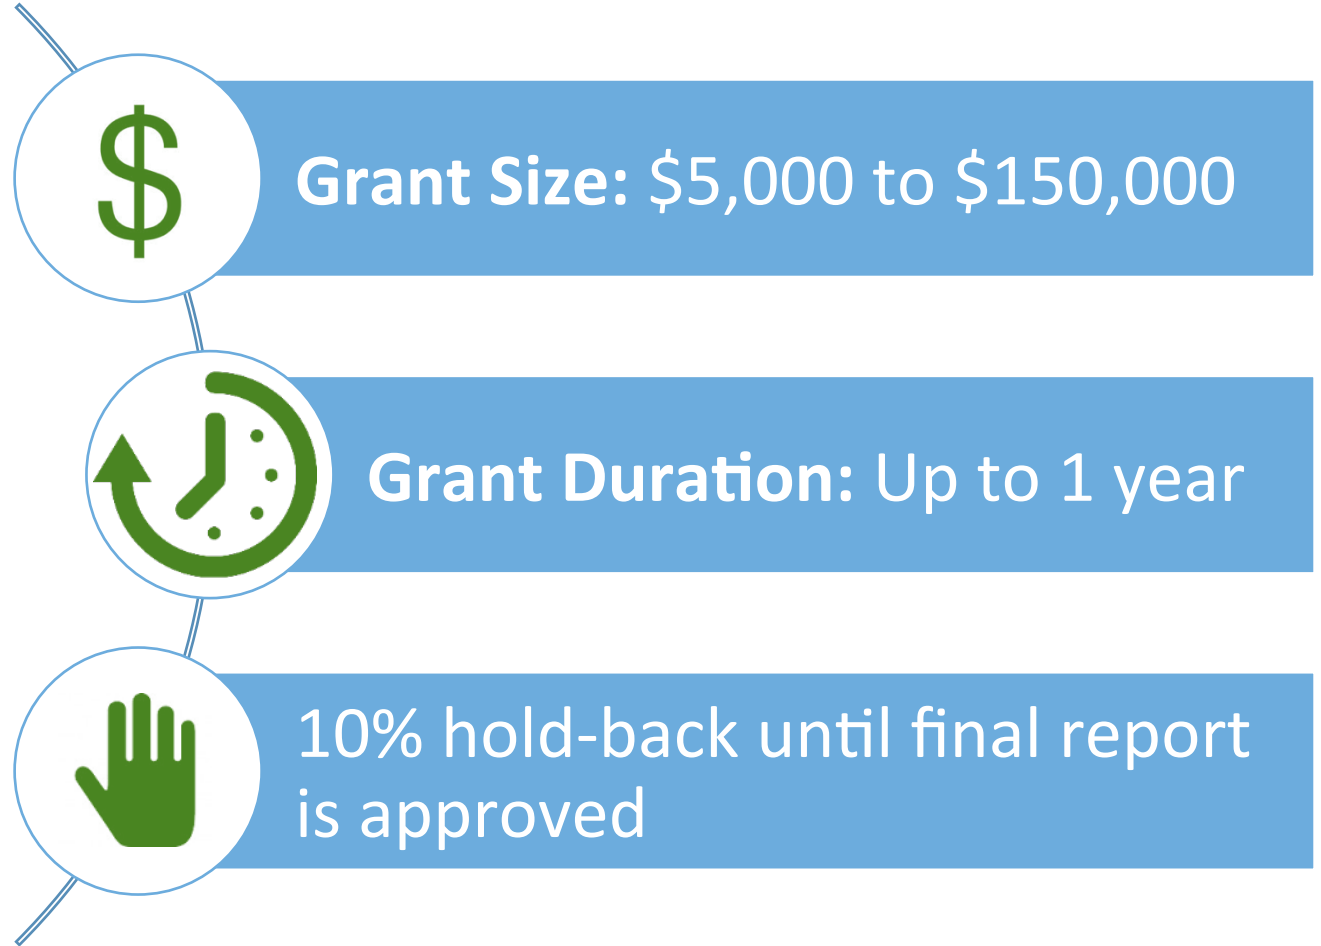 $
Grant Size: $5,000 to $150,000
Grant Duration: Up to 1 year
10% hold-back until final report
is approved